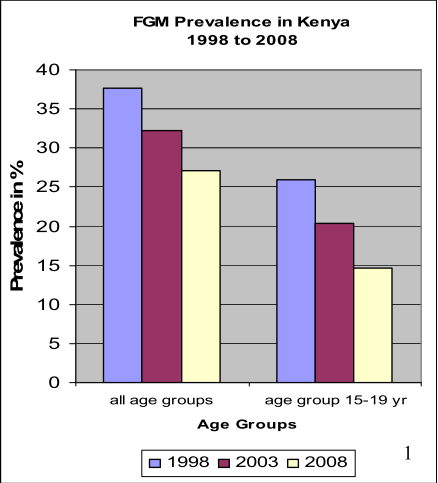 FGM Prevalence in Kenya
1998 to 2008
Prevalence in %
40
35
30
25
20
15
10
5
0
all age groups
age group 15-19 yr
Age Groups
1998
2003
2008
1